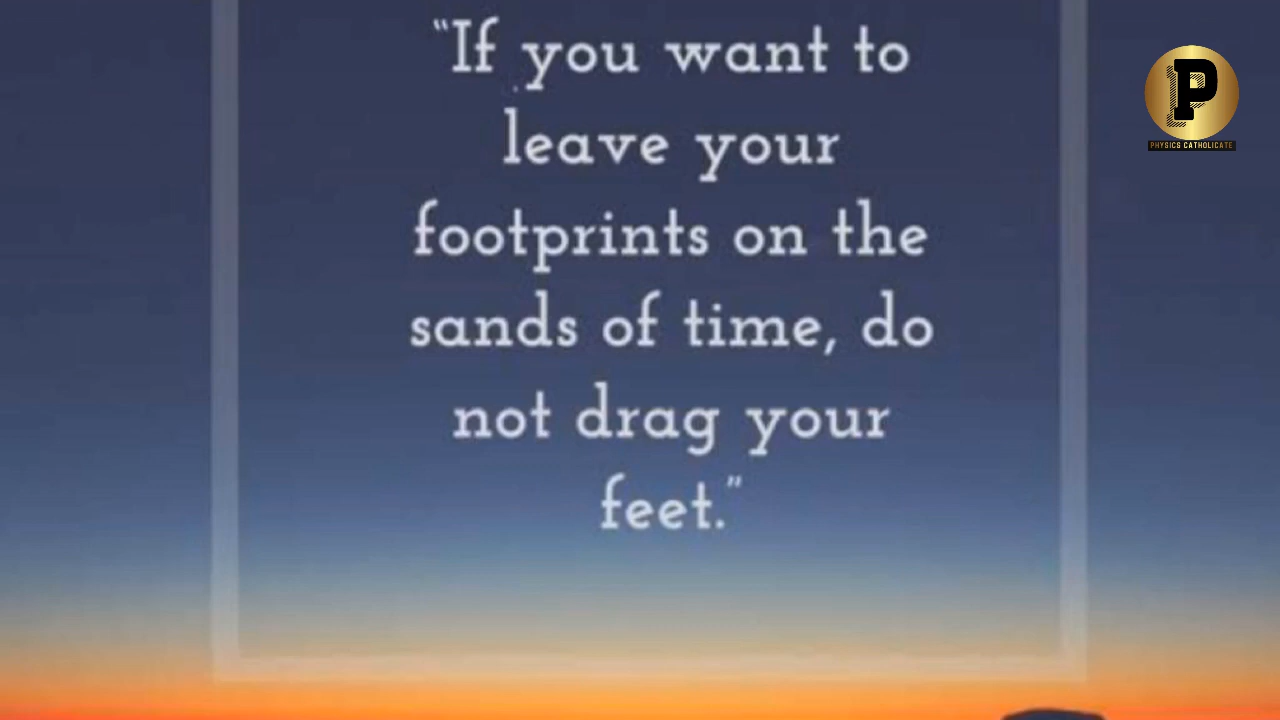 “If you want to
leave your
footprints on the
sands of time, do
not drag your
feet.”
P
PHYSICS CATHOLICATE